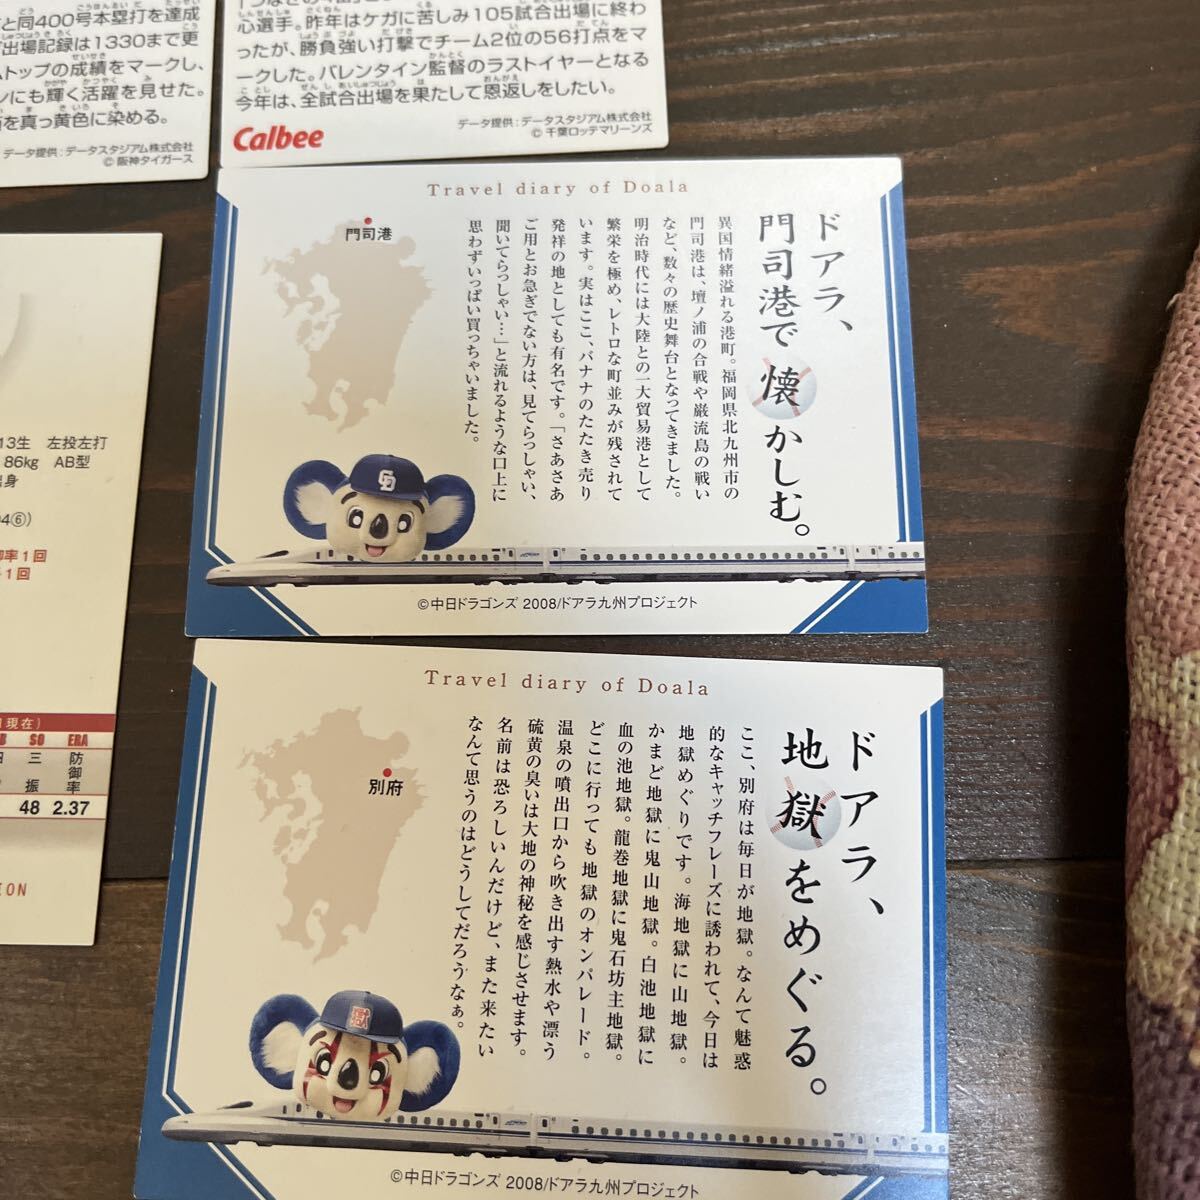 と同400号本塁打を達成
出場記録は1330まで更
トップの成績をマークし、
ンにも輝く活躍を見せた。
を真っ黄色に染める。
データ提供:データスタジアム株式会社
©阪神タイガース
心選手。昨年はケガに苦しみ105試合出場に終わ
ったが、勝負強い打撃でチーム2位の56打点をマ
ークした。バレンタイン監督のラストイヤーとなる
今年は、全試合出場を果たして恩返しをしたい。
Calbee
データ提供:データスタジアム株式会社
©千葉ロッテマリーンズ
13生 左投左打
86kg AB型
出身
04⑥)
御率1回
1回
現在)
SO ERA
三振 防御率
48 2.37
ION
Travel diary of Doala
門司港
ドアラ、
門司港で懐かしむ。
異国情緒溢れる港町。福岡県北九州市の
門司港は、壇ノ浦の合戦や厳流島の戦い
など、数々の歴史舞台となってきました。
明治時代には大陸との一大貿易港として
繁栄を極め、レトロな町並みが残されて
います。実はここ、バナナのたたき売り
発祥の地としても有名です。「さあさあ
ご用とお急ぎでない方は、見てらっしゃい、
聞いてらっしゃい…」と流れるような口上に
思わずいっぱい買っちゃいました。
CD
©中日ドラゴンズ 2008/ドアラ九州プロジェクト
Travel diary of Doala
別府
ドアラ、
地獄をめぐる。
ここ、別府は毎日が地獄。なんて魅惑
的なキャッチフレーズに誘われて、今日は
地獄めぐりです。海地獄に山地獄。
かまど地獄に鬼山地獄。白池地獄に
血の池地獄。龍巻地獄に鬼石坊主地獄。
どこに行っても地獄のオンパレード。
温泉の噴出口から吹き出す熱水や漂う
硫黄の臭いは大地の神秘を感じさせます。
名前は恐ろしいんだけど、また来たい
なんて思うのはどうしてだろうなぁ。
獄
©中日ドラゴンズ 2008/ドアラ九州プロジェクト